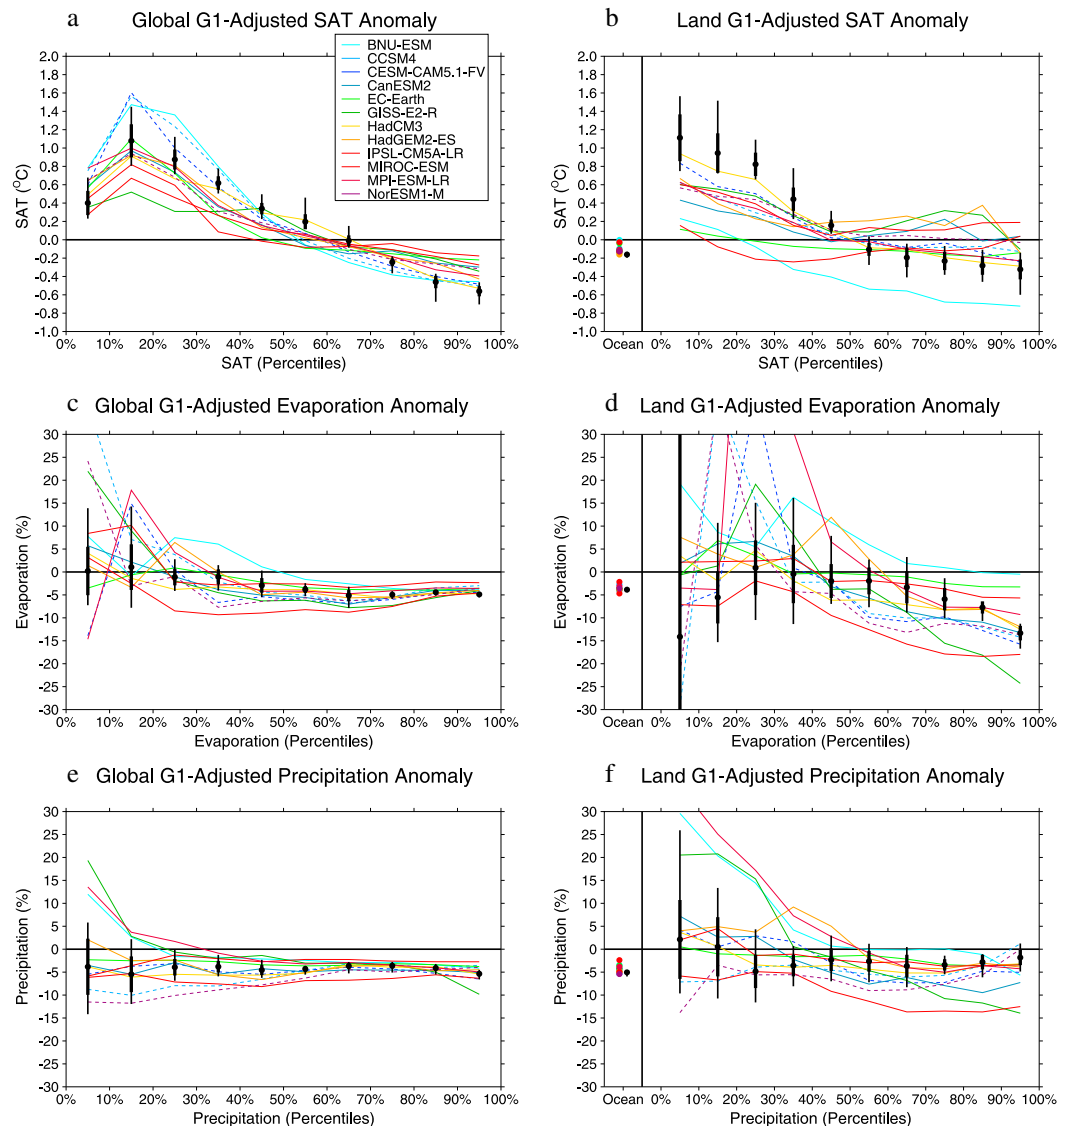 a Global G1-Adjusted SAT Anomaly
2.0
1.8
1.6
1.4
1.2
1.0
0.8
0.6
0.4
0.2
0.0
-0.2
-0.4
-0.6
-0.8
-1.0
SAT (°C)
BNU-ESM
CCSM4
CESM-CAM5.1-FV
CanESM2
EC-Earth
GISS-E2-R
HadCM3
HadGEM2-ES
IPSL-CM5A-LR
MIROC-ESM
MPI-ESM-LR
NorESM1-M
0% 10% 20% 30% 40% 50% 60% 70% 80% 90% 100%
SAT (Percentiles)
b Land G1-Adjusted SAT Anomaly
2.0
1.8
1.6
1.4
1.2
1.0
0.8
0.6
0.4
0.2
0.0
-0.2
-0.4
-0.6
-0.8
-1.0
SAT (°C)
Ocean 0% 10% 20% 30% 40% 50% 60% 70% 80% 90% 100%
SAT (Percentiles)
c Global G1-Adjusted Evaporation Anomaly
30
25
20
15
10
5
0
-5
-10
-15
-20
-25
-30
Evaporation (%)
0% 10% 20% 30% 40% 50% 60% 70% 80% 90% 100%
Evaporation (Percentiles)
d Land G1-Adjusted Evaporation Anomaly
30
25
20
15
10
5
0
-5
-10
-15
-20
-25
-30
Evaporation (%)
Ocean 0% 10% 20% 30% 40% 50% 60% 70% 80% 90% 100%
Evaporation (Percentiles)
e Global G1-Adjusted Precipitation Anomaly
30
25
20
15
10
5
0
-5
-10
-15
-20
-25
-30
Precipitation (%)
0% 10% 20% 30% 40% 50% 60% 70% 80% 90% 100%
Precipitation (Percentiles)
f Land G1-Adjusted Precipitation Anomaly
30
25
20
15
10
5
0
-5
-10
-15
-20
-25
-30
Precipitation (%)
Ocean 0% 10% 20% 30% 40% 50% 60% 70% 80% 90% 100%
Precipitation (Percentiles)